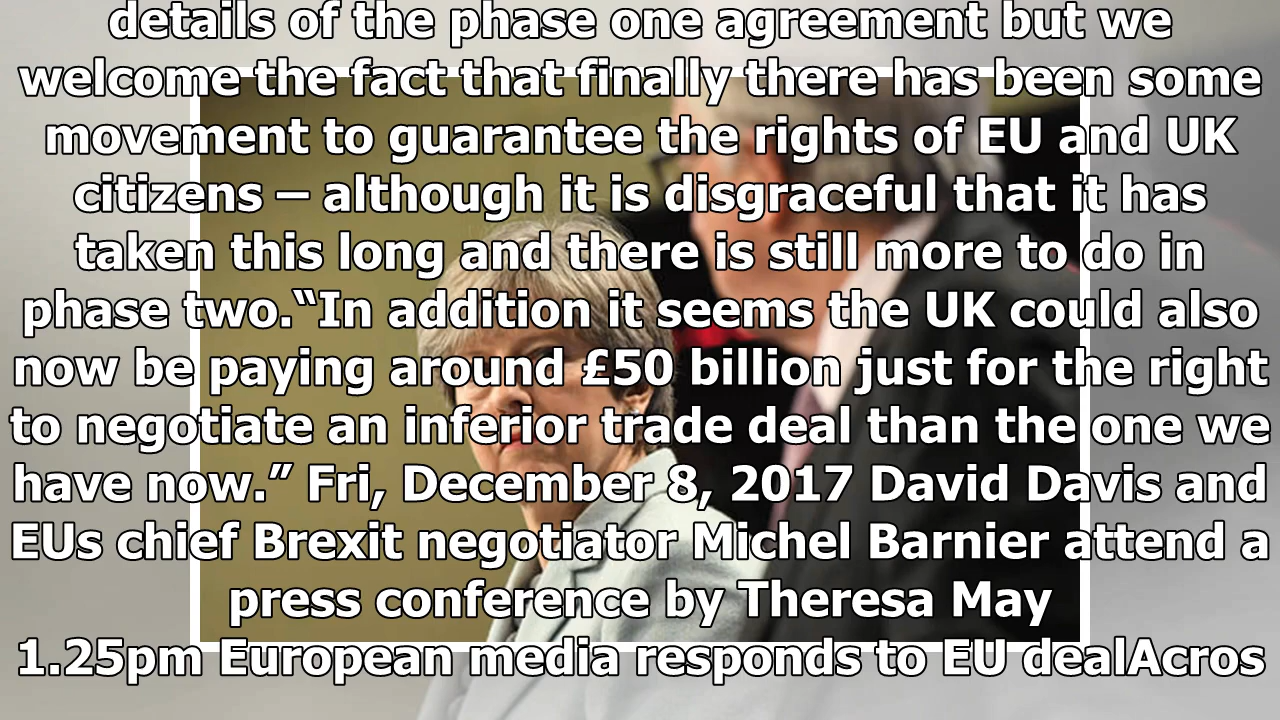 details of the phase one agreement but we
welcome the fact that finally there has been some
movement to guarantee the rights of EU and UK
citizens – although it is disgraceful that it has
taken this long and there is still more to do in
phase two.“In addition it seems the UK could also
now be paying around £50 billion just for the right
to negotiate an inferior trade deal than the one we
have now.” Fri, December 8, 2017 David Davis and
EUs chief Brexit negotiator Michel Barnier attend a
press conference by Theresa May
1.25pm European media responds to EU dealAcros